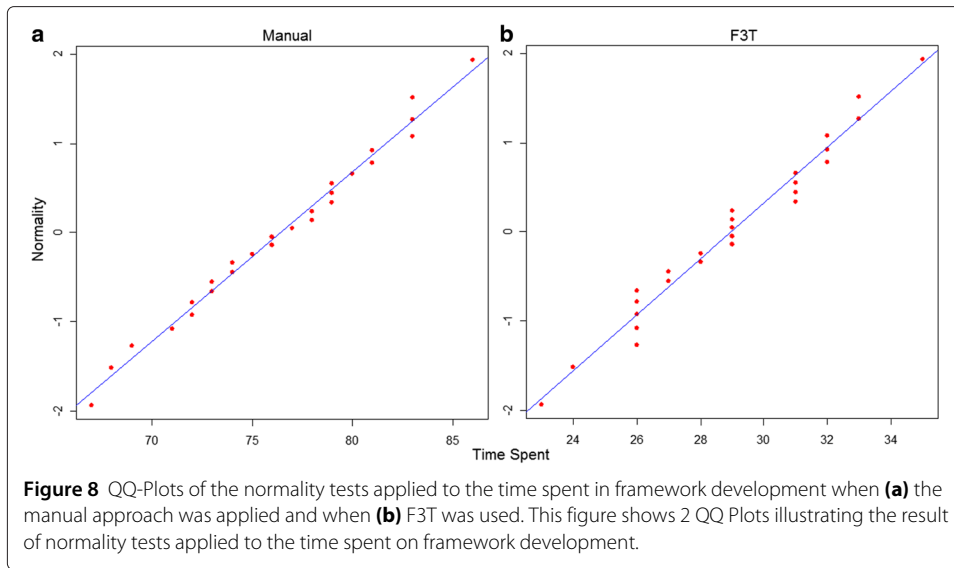 a
Manual
b
F3T
Normality
2
1
0
-1
-2
70 75 80 85
2
1
0
-1
-2
24 26 28 30 32 34
Time Spent
Figure 8 QQ-Plots of the normality tests applied to the time spent in framework development when (a) the
manual approach was applied and when (b) F3T was used. This figure shows 2 QQ Plots illustrating the result
of normality tests applied to the time spent on framework development.